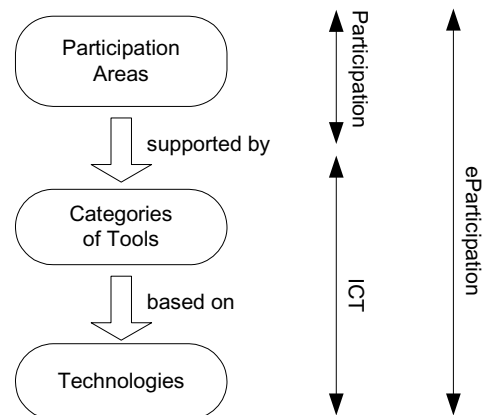 Participation
Areas
supported by
Categories
of Tools
based on
Technologies
Participation
ICT
eParticipation